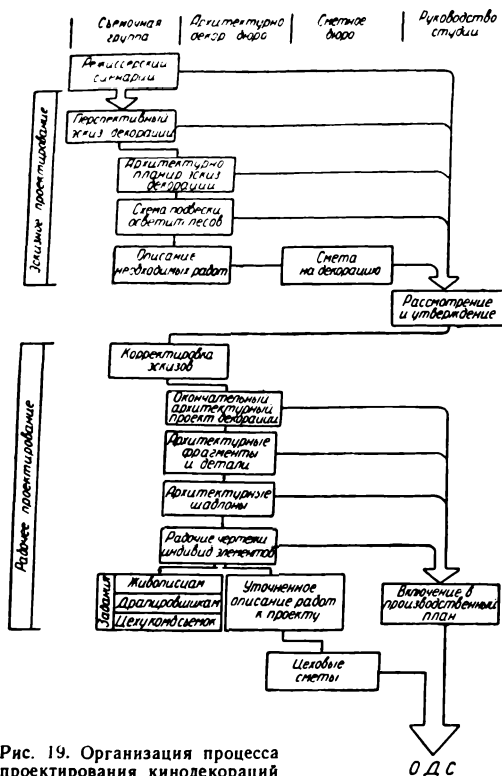 Съемочная группа
Архитектурно декор бюро
Сметное бюро
Руководство студии
Режиссерский сценарий
Эскизное проектирование
Перспективный эскиз декорации
Архитектурно планир эскиз декорации
Схема подвески осветит лесов
Описание необходимых работ
Смета на декорацию
Рассмотрение и утверждение
Рабочее проектирование
Корректировка эскизов
Окончательный архитектурный проект декорации
Архитектурные фрагменты и детали
Архитектурные шаблоны
Рабочие чертежи индивид элементов
Задания
Живописцам
Драпировщикам
Цеху комбсъемок
Уточненное описание работ к проекту
Включение в производственный план
Цеховые сметы
Рис. 19. Организация процесса
проектирования кинодекораций
ОДС